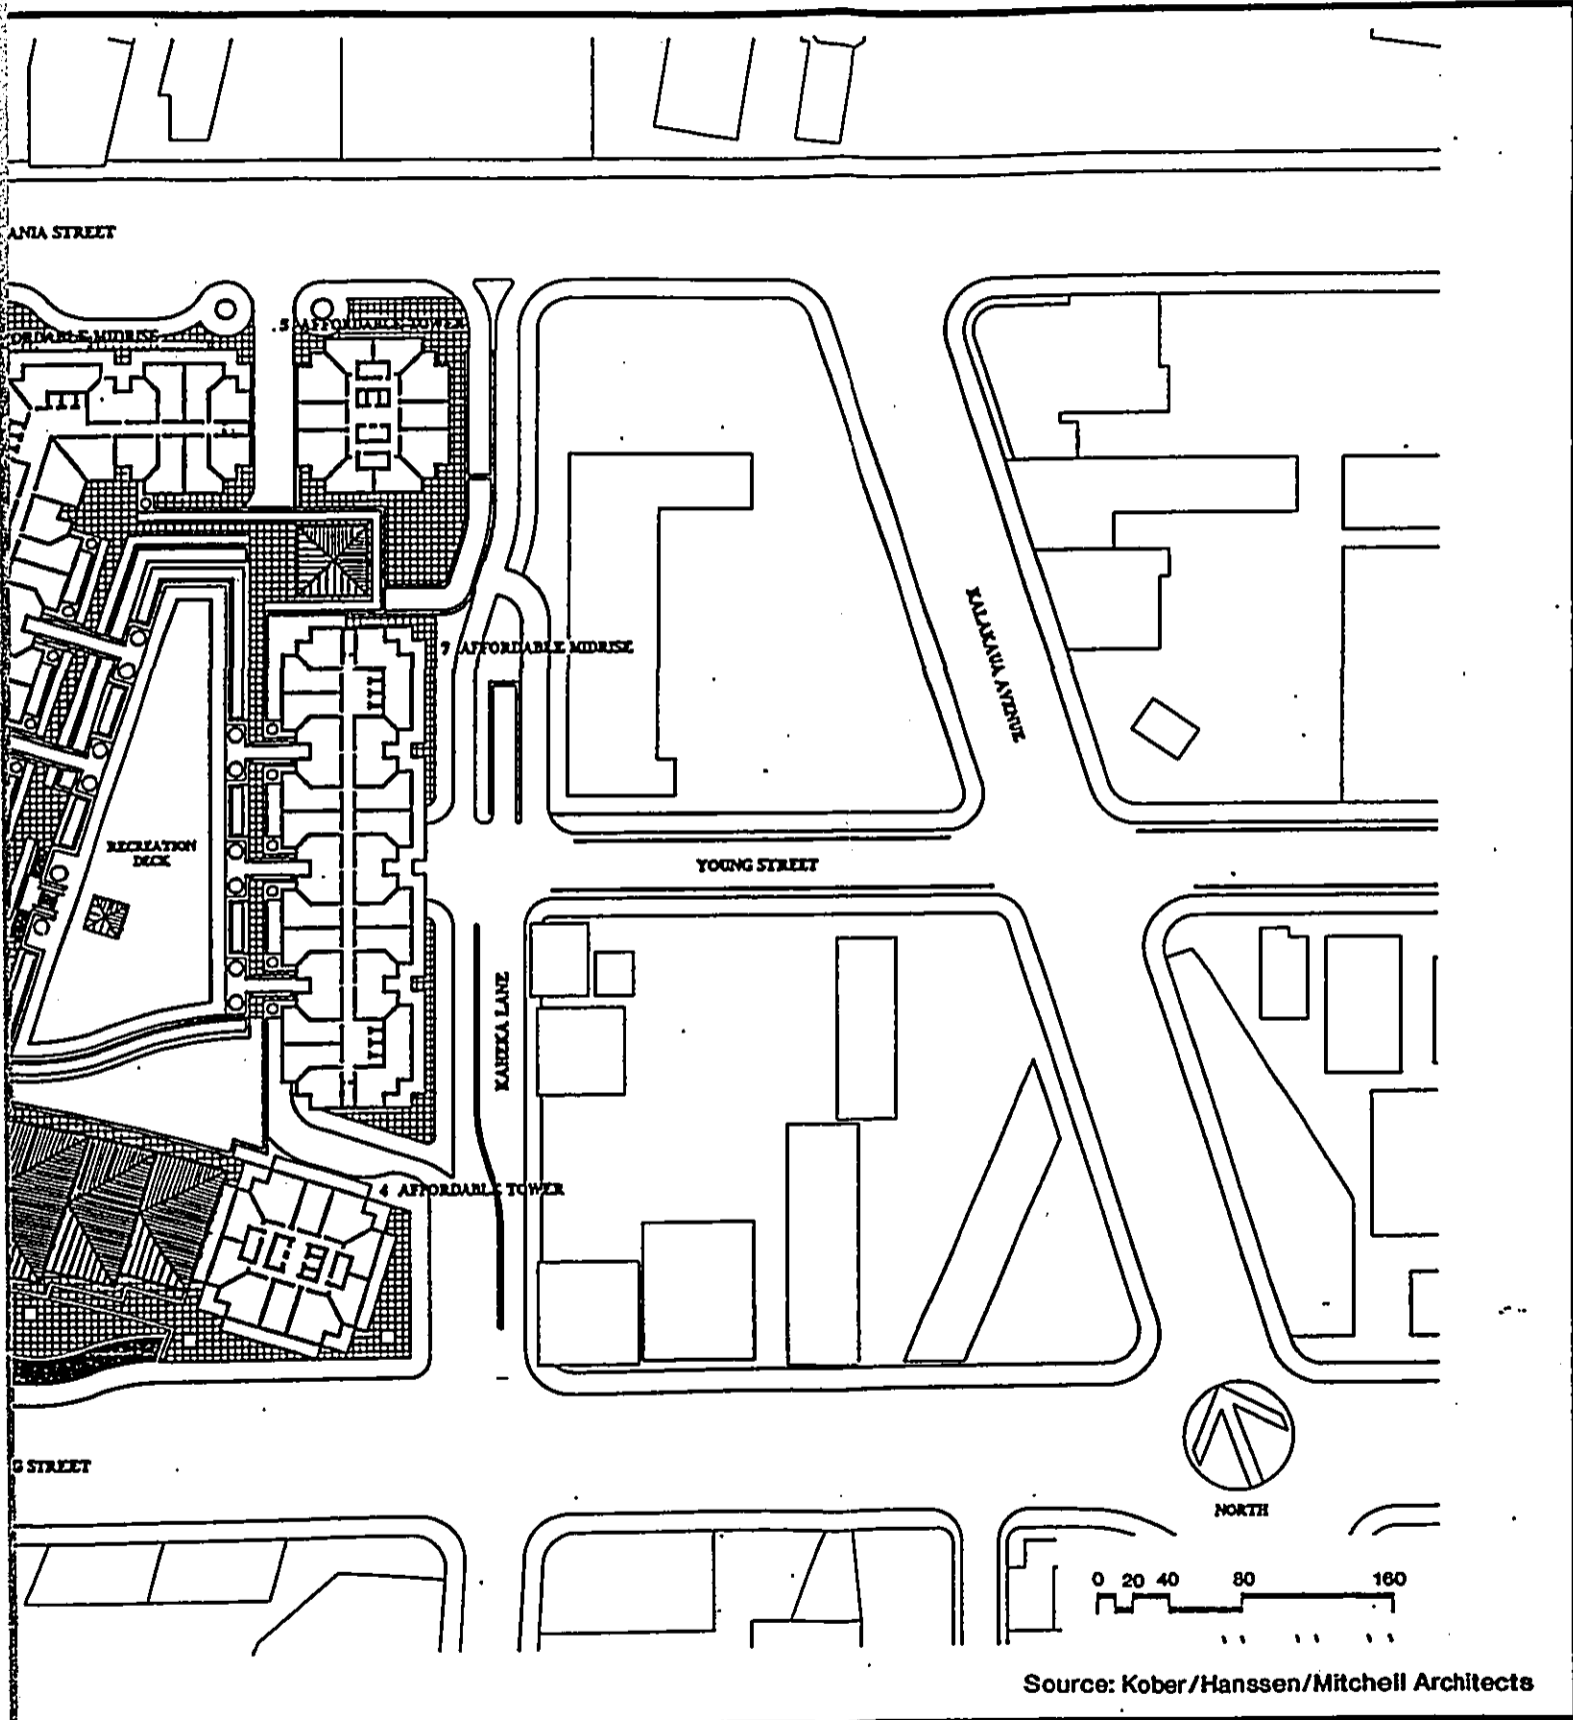 ANIA STREET
5 AFFORDABLE TOWER
ORDABLE MIDRISE
KALAKAUA AVENUE
7 AFFORDABLE MIDRISE
RECREATION
DECK
YOUNG STREET
KAHEKA LANE
4 AFFORDABLE TOWER
G STREET
NORTH
0 20 40 80 160
Source: Kober/Hanssen/Mitchell Architects